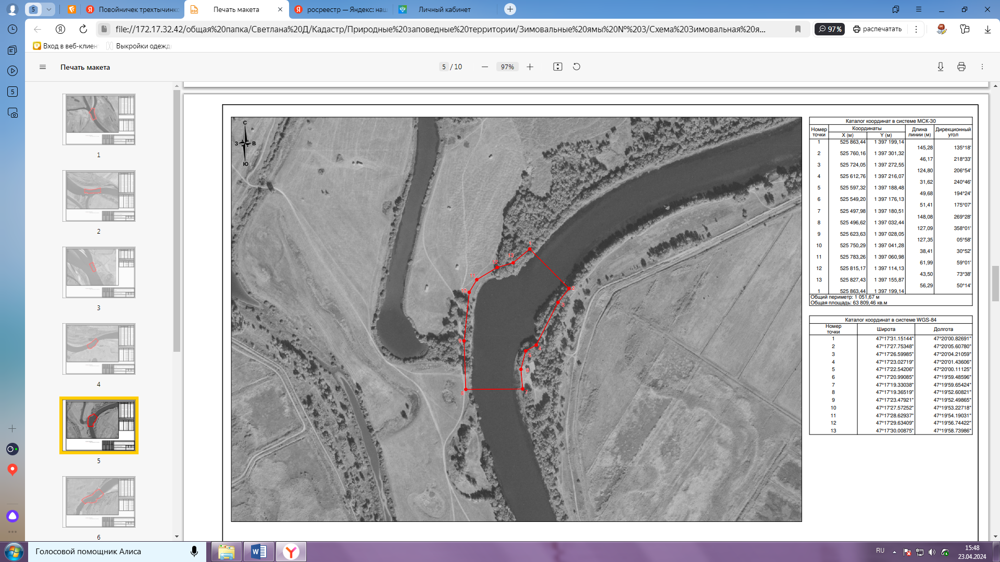 5
Повойничек трехтычинко
Печать макета
росреестр — Яндекс: наш
Личный кабинет
file://172.17.32.42/общая%20папка/Светлана%20Д/Кадастр/Природные%20заповедные%20территории/Зимовальные%20ямы%20№%203/Схема%20Зимовальная%20я...
97%
распечатать
Вход в веб-клиен
Выкройки одежд
Печать макета
5 / 10
97%
5
1
2
3
4
5
6
С
З В
Ю
1
2
8
9
10
11
12
Каталог координат в системе МСК-30
Номер точки Координаты Длина линии (м) Дирекционный угол
X (м) Y (м)
1 525 863,44 1 397 199,14
145,28 135°18'
2 525 760,16 1 397 301,32
46,17 218°33'
3 525 724,05 1 397 272,55
124,80 206°54'
4 525 612,76 1 397 216,07
31,62 240°46'
5 525 597,32 1 397 188,48
49,68 194°24'
6 525 549,20 1 397 176,13
51,41 175°07'
7 525 497,98 1 397 180,51
148,08 269°28'
8 525 496,62 1 397 032,44
127,09 358°01'
9 525 623,63 1 397 028,05
127,35 05°58'
10 525 750,29 1 397 041,28
38,41 30°52'
11 525 783,26 1 397 060,98
61,99 59°01'
12 525 815,17 1 397 114,13
43,50 73°38'
13 525 827,43 1 397 155,87
56,29 50°14'
1 525 863,44 1 397 199,14
Общий периметр: 1 051,67 м
Общая площадь: 63 809,46 кв.м
Каталог координат в системе WGS-84
Номер точки Широта Долгота
1 47°17'31.15144" 47°20'00.82691"
2 47°17'27.75348" 47°20'05.60780"
3 47°17'26.59985" 47°20'04.21059"
4 47°17'23.02719" 47°20'01.43606"
5 47°17'22.54206" 47°20'00.11125"
6 47°17'20.99085" 47°19'59.48596"
7 47°17'19.33038" 47°19'59.65424"
8 47°17'19.36519" 47°19'52.60821"
9 47°17'23.47921" 47°19'52.49865"
10 47°17'27.57252" 47°19'53.22718"
11 47°17'28.62937" 47°19'54.19031"
12 47°17'29.63409" 47°19'56.74422"
13 47°17'30.00875" 47°19'58.73986"
Голосовой помощник Алиса
RU
15:48
23.04.2024